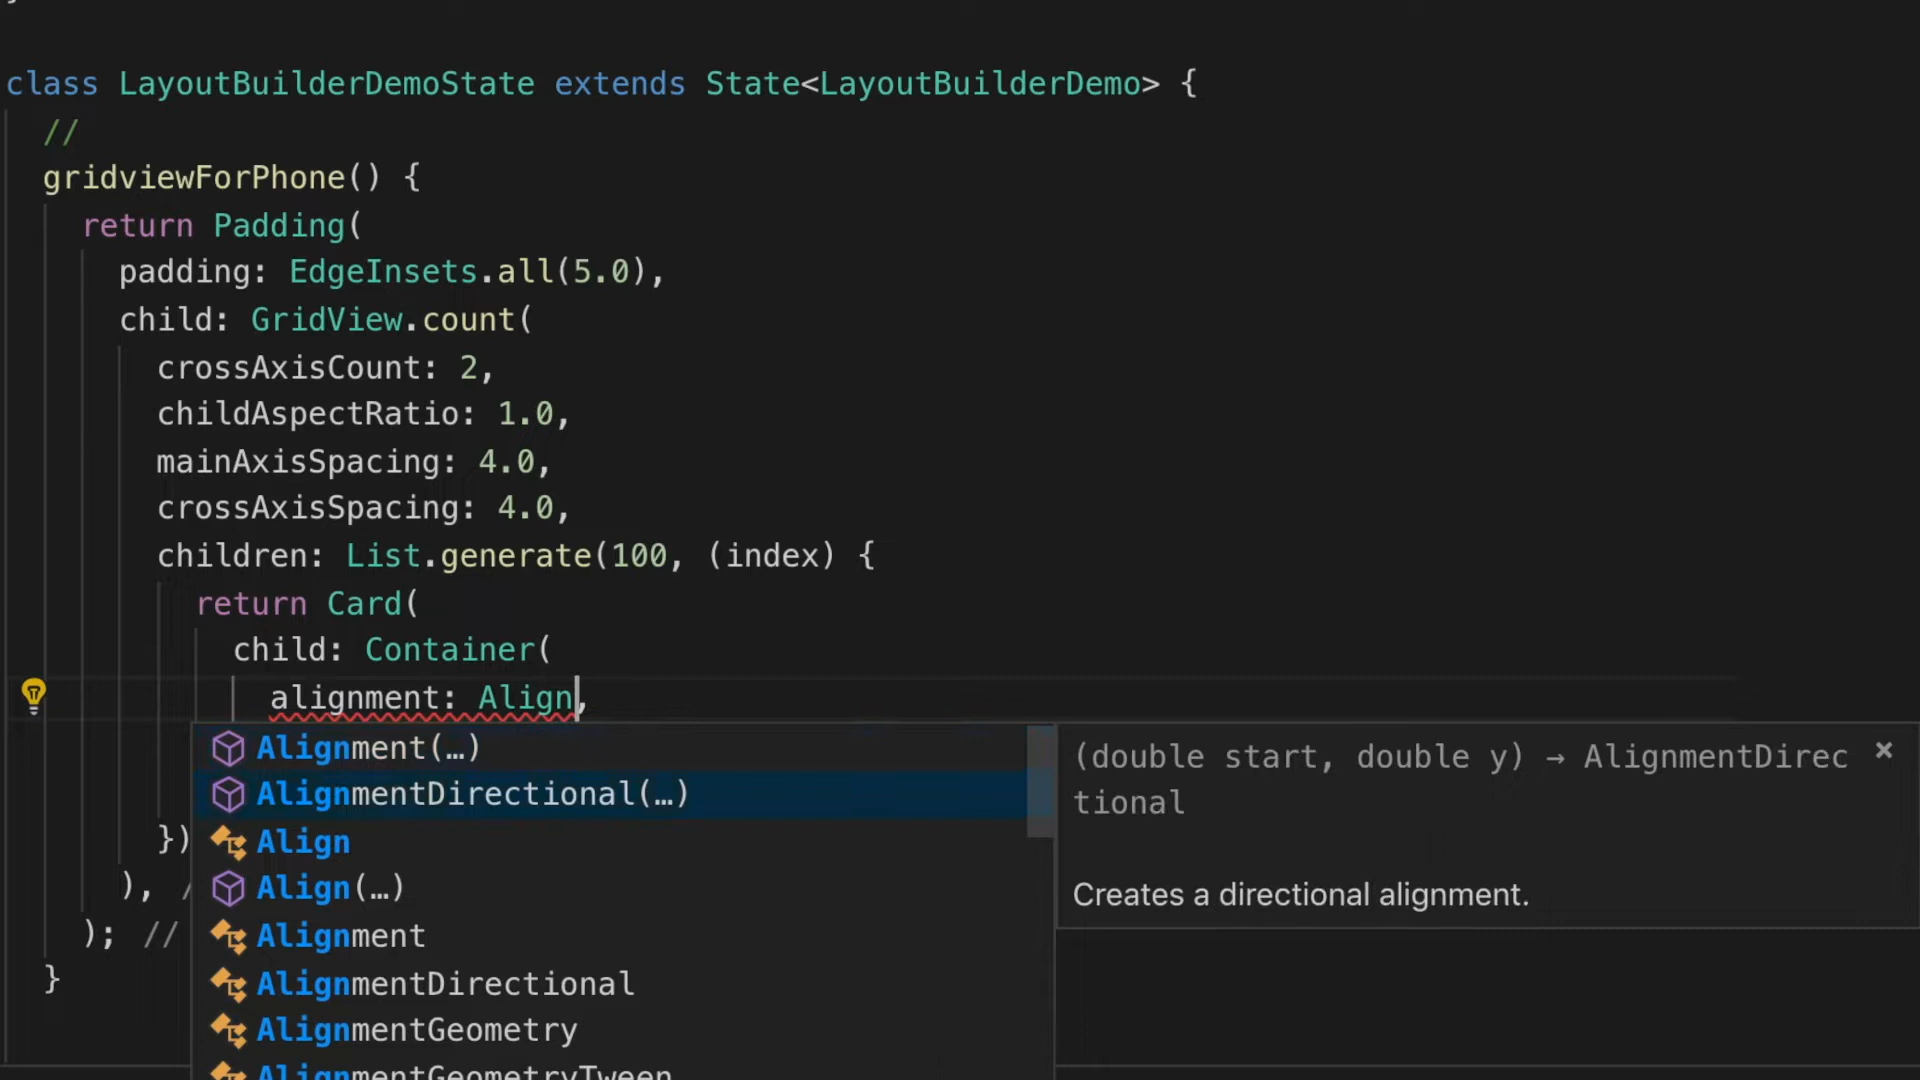 class LayoutBuilderDemoState extends State<LayoutBuilderDemo> {
//
gridviewForPhone() {
return Padding(
padding: EdgeInsets.all(5.0),
child: GridView.count(
crossAxisCount: 2,
childAspectRatio: 1.0,
mainAxisSpacing: 4.0,
crossAxisSpacing: 4.0,
children: List.generate(100, (index) {
return Card(
child: Container(
alignment: Align,
Alignment(…)
AlignmentDirectional(…)
Align
Align(…)
Alignment
AlignmentDirectional
AlignmentGeometry
AlignmentGeometryTween
(double start, double y) → AlignmentDirec
tional
Creates a directional alignment.
})
), /
); //
}